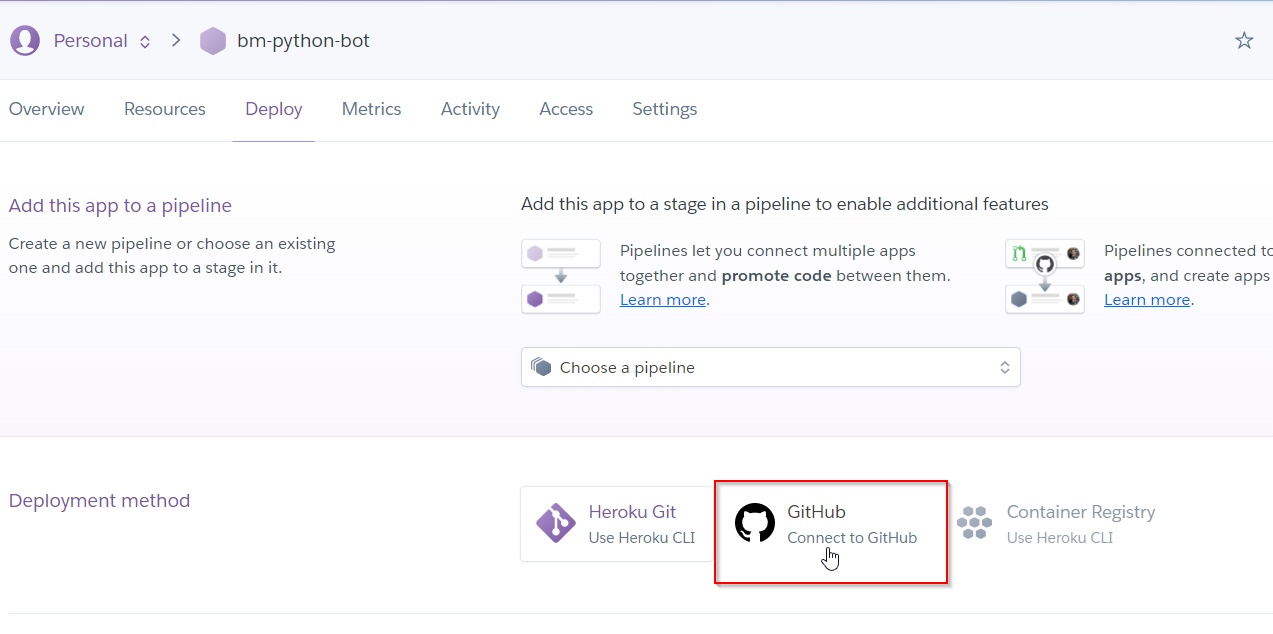 Personal
bm-python-bot
Overview Resources Deploy Metrics Activity Access Settings
Add this app to a pipeline
Create a new pipeline or choose an existing
one and add this app to a stage in it.
Add this app to a stage in a pipeline to enable additional features
Pipelines let you connect multiple apps
together and promote code between them.
Learn more.
Pipelines connected to
apps, and create apps
Learn more.
Choose a pipeline
Deployment method
Heroku Git
Use Heroku CLI
GitHub
Connect to GitHub
Container Registry
Use Heroku CLI